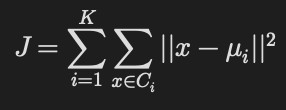 J = \sum_{i=1}^{K} \sum_{x \in C_i} ||x - \mu_i||^2